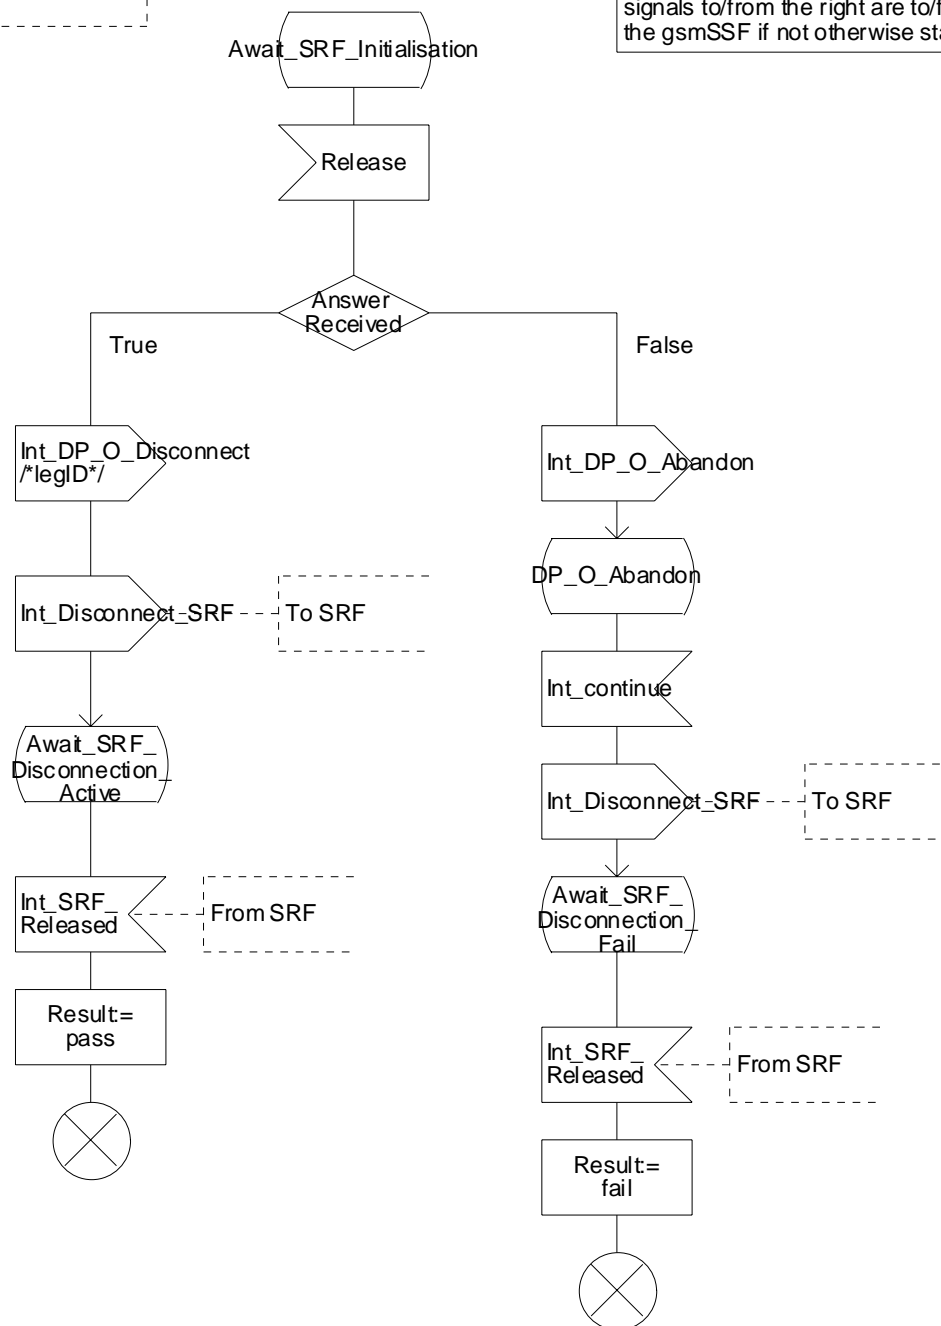 signals to/from the right are to/
the gsmSSF if not otherwise
Await_SRF_Initialisation
Release
Answer
Received
True
False
Int_DP_O_Disconnect
/*legID*/
Int_DP_O_Abandon
DP_O_Abandon
Int_Disconnect_SRF
To SRF
Int_continue
Await_SRF_
Disconnection_
Active
Int_Disconnect_SRF
To SRF
Int_SRF_
Released
From SRF
Await_SRF_
Disconnection_
Fail
Result:=
pass
Int_SRF_
Released
From SRF
Result:=
fail